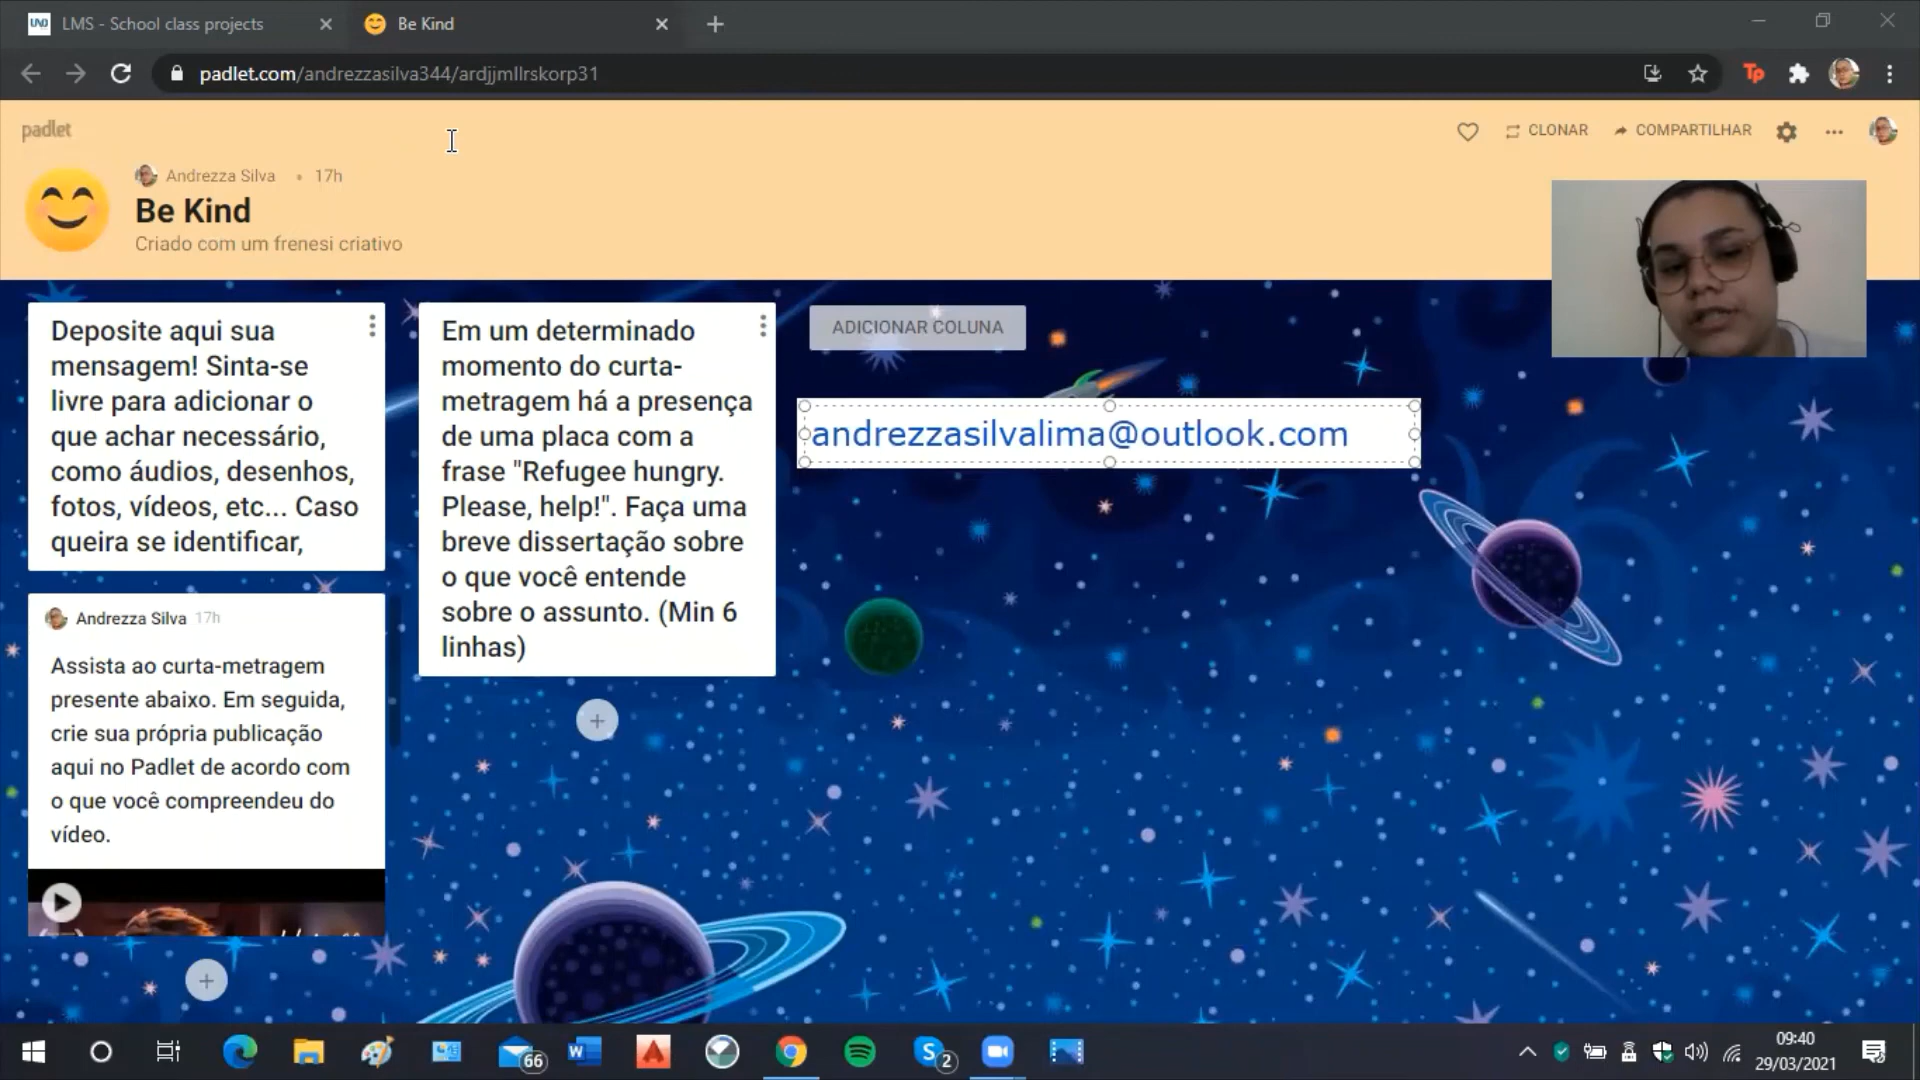 LMS - School class projects
Be Kind
padlet.com/andrezzasilva344/ardjjmllrskorp31
Tp
padlet
CLONAR
COMPARTILHAR
Andrezza Silva • 17h
Be Kind
Criado com um frenesi criativo
Deposite aqui sua
mensagem! Sinta-se
livre para adicionar o
que achar necessário,
como áudios, desenhos,
fotos, vídeos, etc... Caso
queira se identificar,
Andrezza Silva 17h
Assista ao curta-metragem
presente abaixo. Em seguida,
crie sua própria publicação
aqui no Padlet de acordo com
o que você compreendeu do
vídeo.
Em um determinado
momento do curta-
metragem há a presença
de uma placa com a
frase "Refugee hungry.
Please, help!". Faça uma
breve dissertação sobre
o que você entende
sobre o assunto. (Min 6
linhas)
ADICIONAR COLUNA
andrezzasilvalima@outlook.com
66
2
09:40
29/03/2021